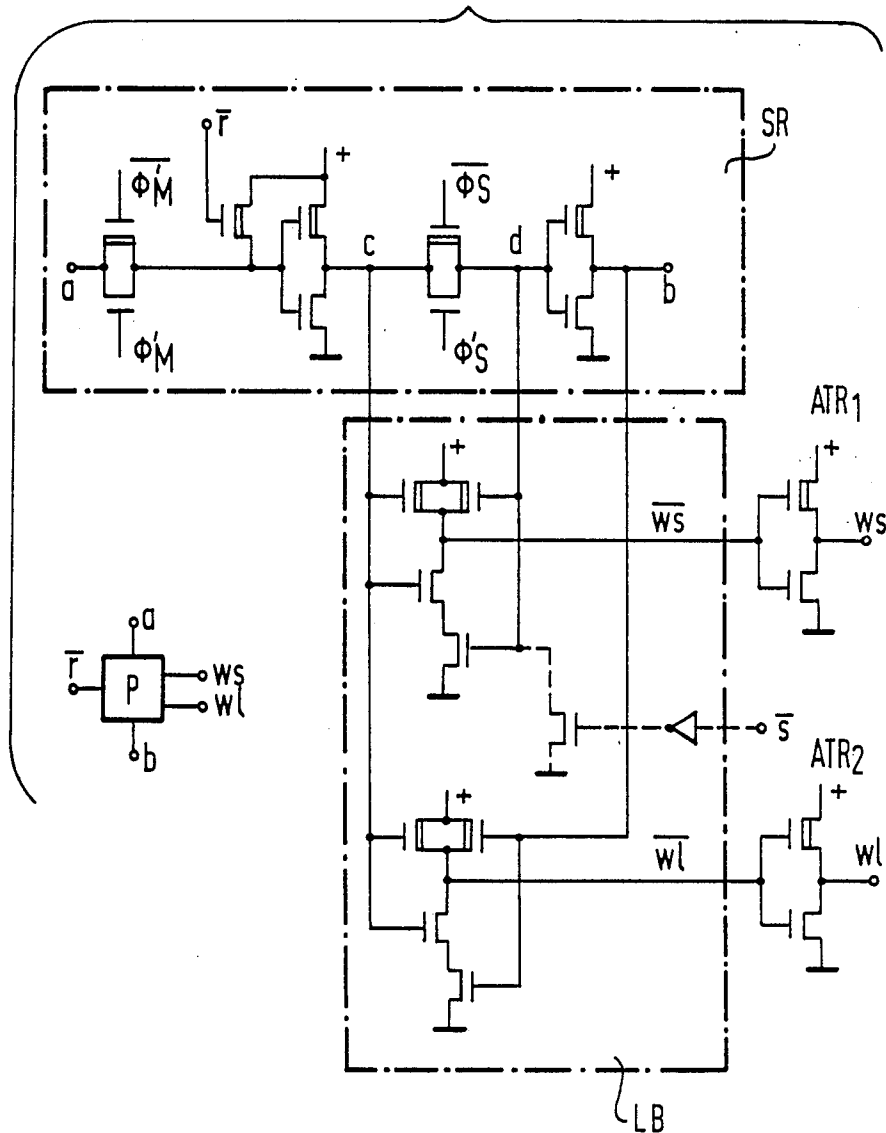 SR
r̅
+
+
Φ̅'̅M̅
Φ̅S̅
c
d
a
b
Φ'M
Φ'S
ATR1
+
+
w̅s̅
ws
a
r̅
P
ws
wl
b
s̅
ATR2
+
+
w̅l̅
wl
LB